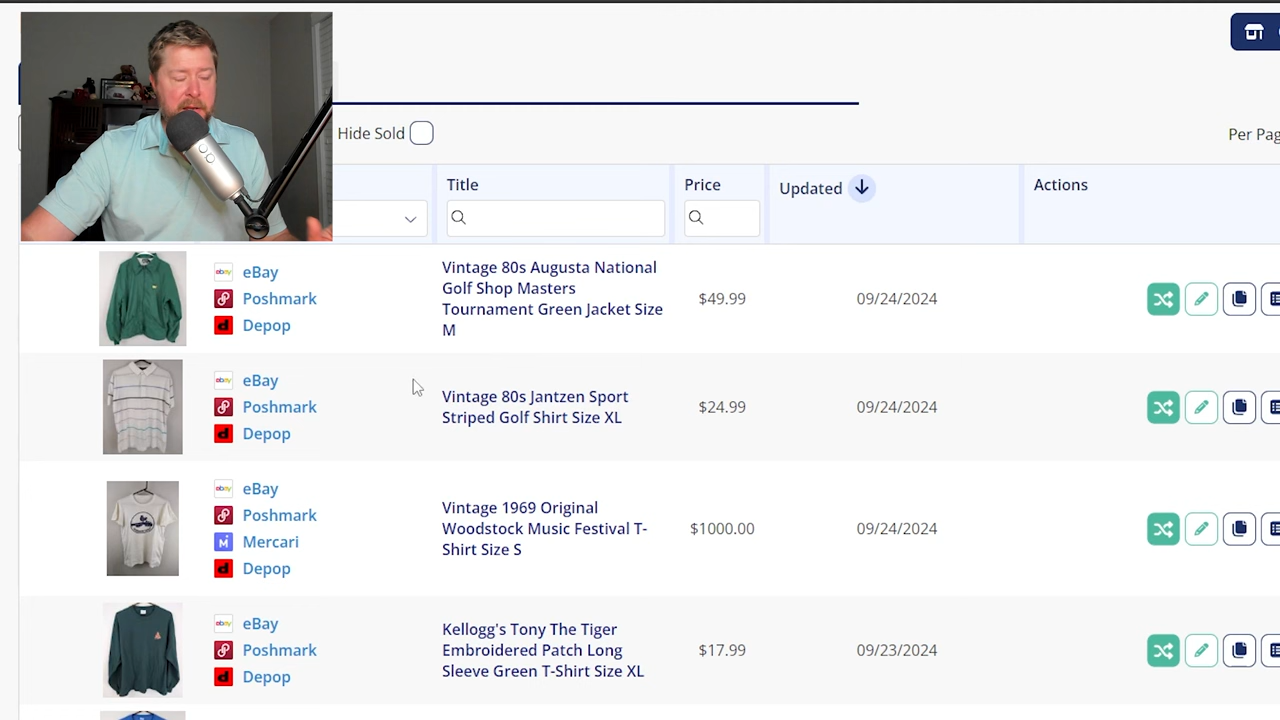 Hide Sold
Per Pag
Title
Price
Updated
Actions
ebay eBay
Poshmark
Depop
Vintage 80s Augusta National
Golf Shop Masters
Tournament Green Jacket Size
M
$49.99
09/24/2024
ebay eBay
Poshmark
Depop
Vintage 80s Jantzen Sport
Striped Golf Shirt Size XL
$24.99
09/24/2024
ebay eBay
Poshmark
M Mercari
Depop
Vintage 1969 Original
Woodstock Music Festival T-
Shirt Size S
$1000.00
09/24/2024
ebay eBay
Poshmark
Depop
Kellogg's Tony The Tiger
Embroidered Patch Long
Sleeve Green T-Shirt Size XL
$17.99
09/23/2024